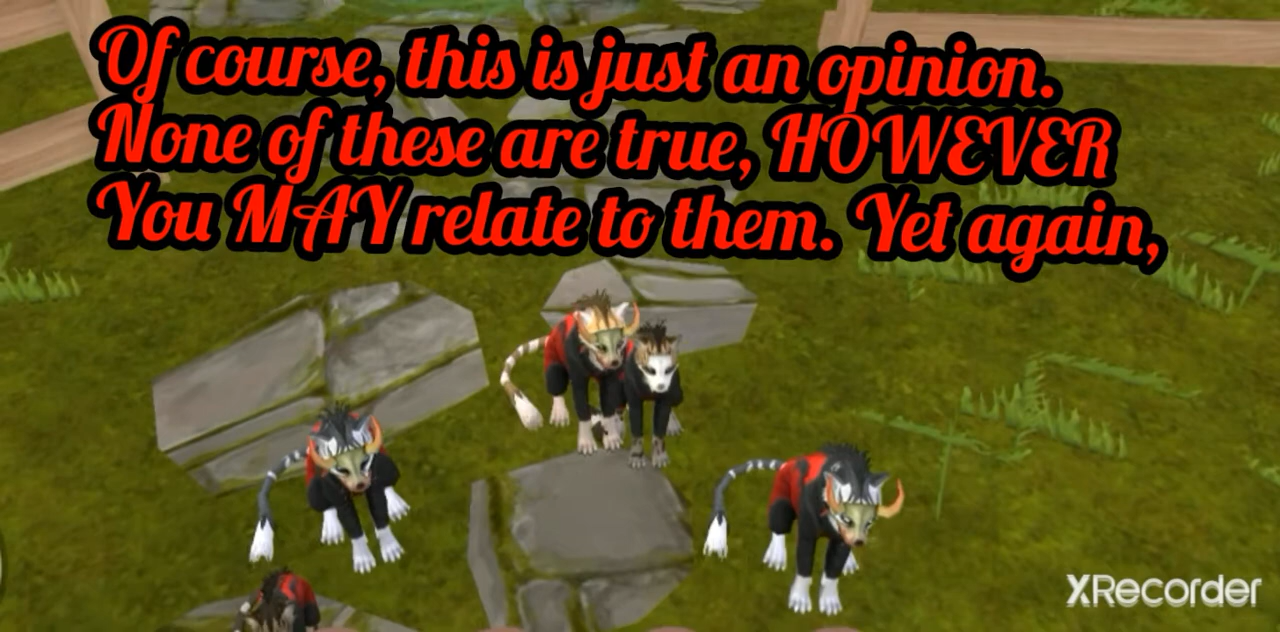 Of course, this is just an opinion.
None of these are true, HOWEVER
You MAY relate to them. Yet again,
XRecorder